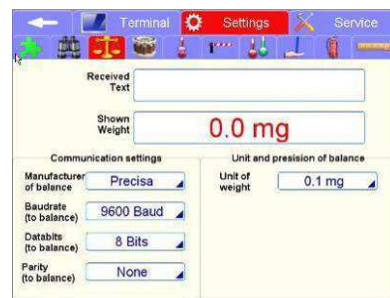 Terminal
Settings
Service
Received
Text
Shown
Weight
0.0 mg
Communication settings
Manufacturer
of balance
Precisa
Baudrate
(to balance)
9600 Baud
Databits
(to balance)
8 Bits
Parity
(to balance)
None
Unit and presision of balance
Unit of
weight
0.1 mg